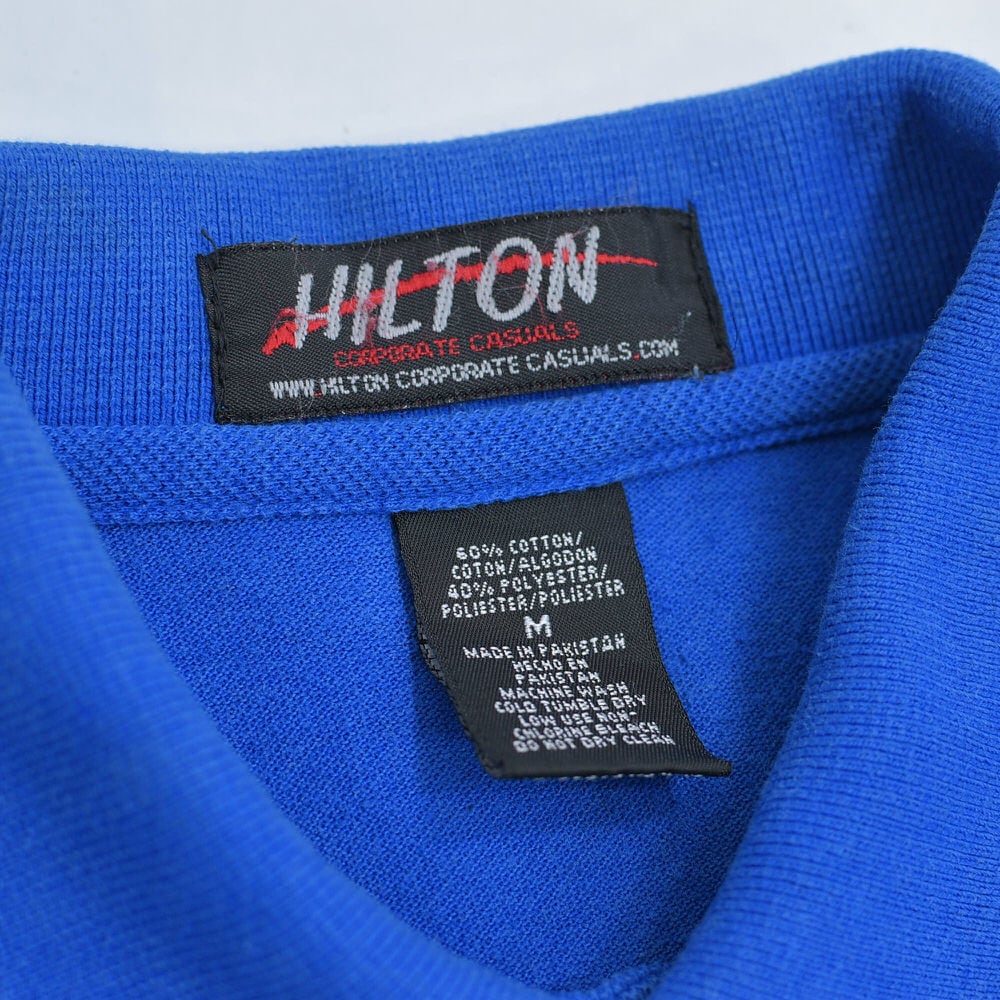 HILTON
CORPORATE CASUALS
WWW.HILTON CORPORATE CASUALS.COM
60% COTTON/
COTON/ALGODON
40% POLYESTER/
POLIESTER/POLIESTER
M
MADE IN PAKISTAN
HECHO EN
PAKISTAN
MACHINE WASH
COLD TUMBLE DRY
LOW USE NON-
CHLORINE BLEACH
DO NOT DRY CLEAN